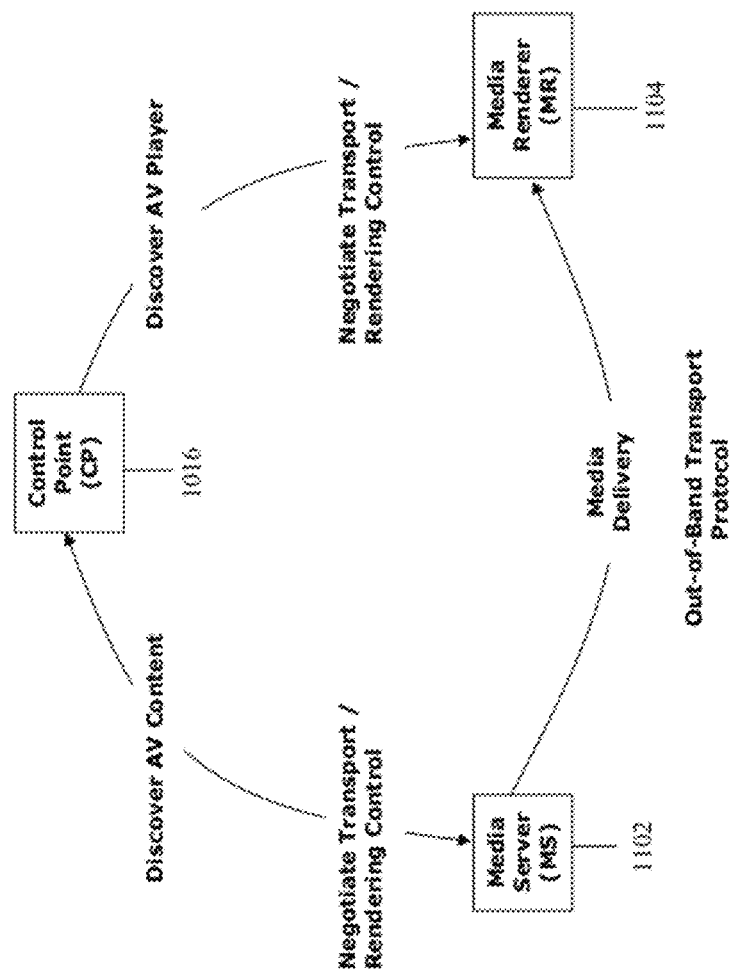 Control
Point
(CP)
1016
Discover AV Content
Discover AV Player
Negotiate Transport /
Rendering Control
Negotiate Transport /
Rendering Control
Media
Server
(MS)
1102
Media
Renderer
(MR)
1104
Media
Delivery
Out-of-Band Transport
Protocol